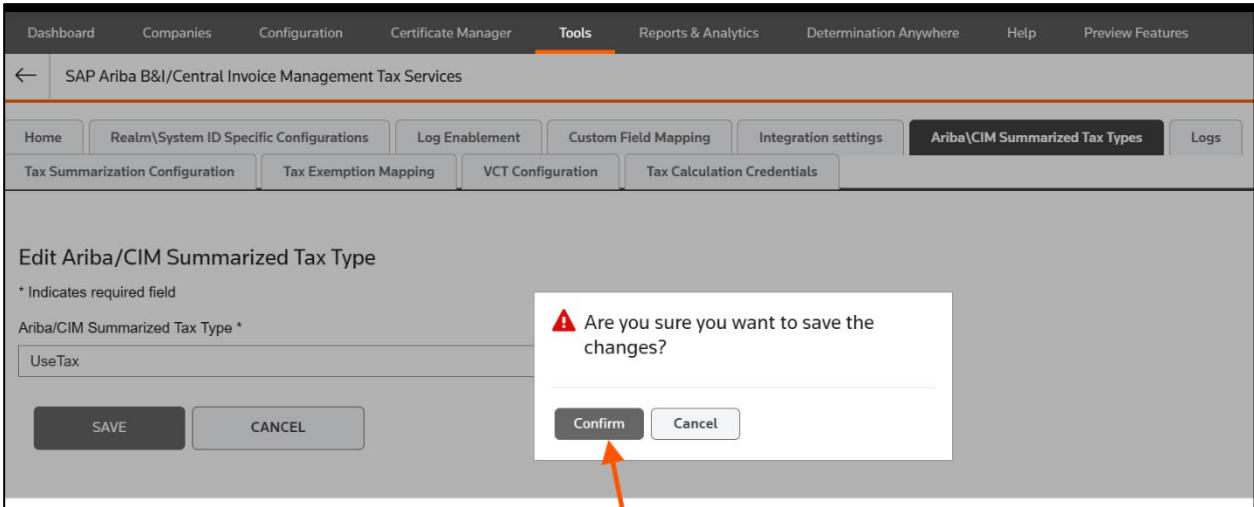 Dashboard Companies Configuration Certificate Manager Tools Reports & Analytics Determination Anywhere Help Preview Features
SAP Ariba B&I/Central Invoice Management Tax Services
Home Realm\System ID Specific Configurations Log Enablement Custom Field Mapping Integration settings Ariba\CIM Summarized Tax Types Logs
Tax Summarization Configuration Tax Exemption Mapping VCT Configuration Tax Calculation Credentials
Edit Ariba/CIM Summarized Tax Type
* Indicates required field
Ariba/CIM Summarized Tax Type *
UseTax
SAVE CANCEL
Are you sure you want to save the
changes?
Confirm Cancel